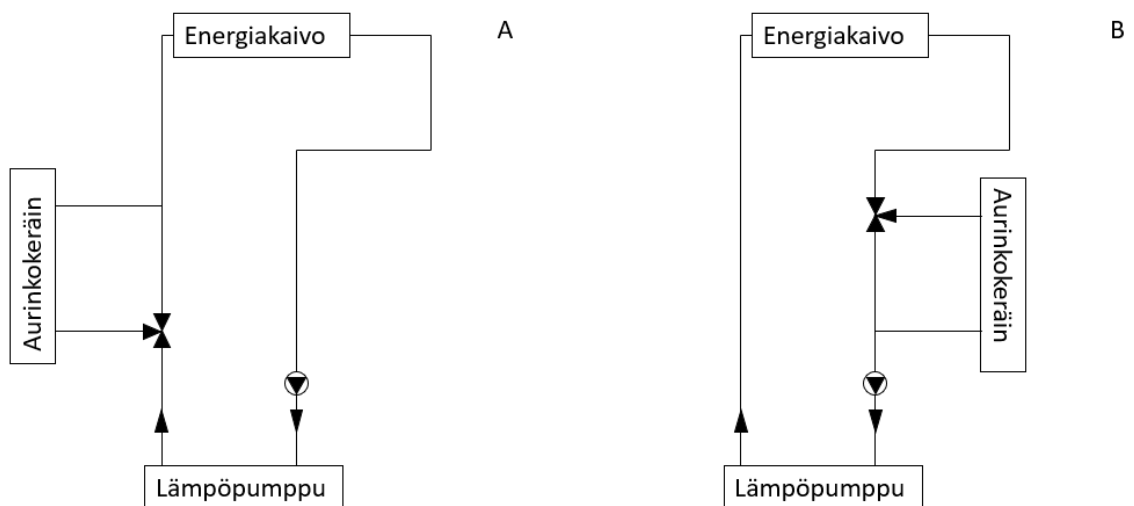 Energiakaivo
A
Aurinkokeräin
Lämpöpumppu
Energiakaivo
B
Aurinkokeräin
Lämpöpumppu